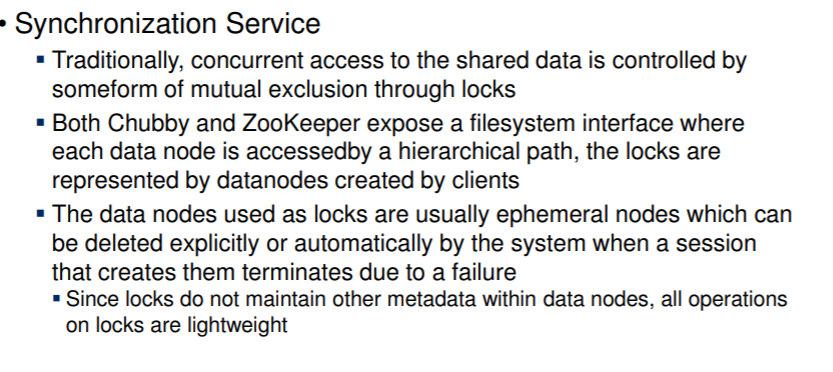 • Synchronization Service
▪ Traditionally, concurrent access to the shared data is controlled by
someform of mutual exclusion through locks
▪ Both Chubby and ZooKeeper expose a filesystem interface where
each data node is accessedby a hierarchical path, the locks are
represented by datanodes created by clients
▪ The data nodes used as locks are usually ephemeral nodes which can
be deleted explicitly or automatically by the system when a session
that creates them terminates due to a failure
▪ Since locks do not maintain other metadata within data nodes, all operations
on locks are lightweight